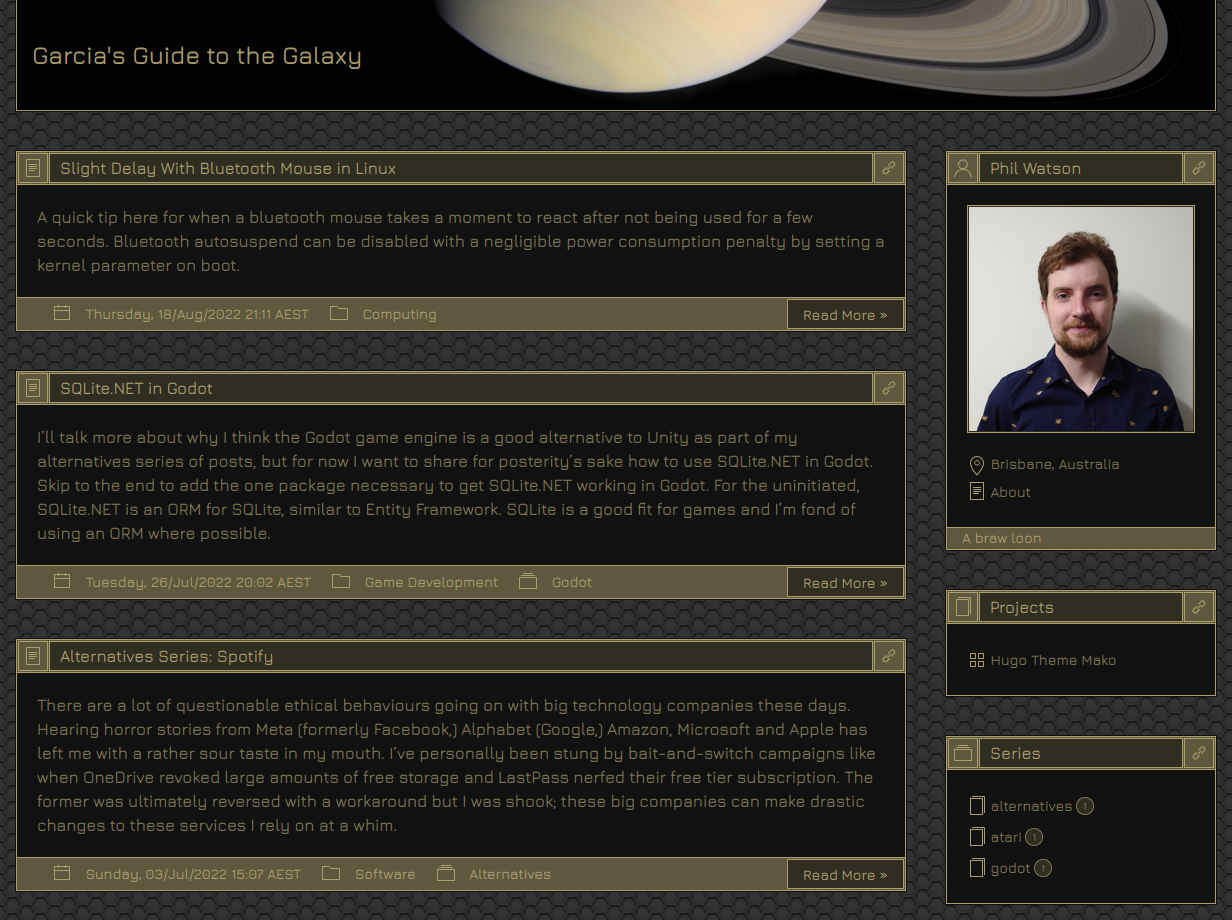 Garcia's Guide to the Galaxy
Slight Delay With Bluetooth Mouse in Linux
A quick tip here for when a bluetooth mouse takes a moment to react after not being used for a few
seconds. Bluetooth autosuspend can be disabled with a negligible power consumption penalty by setting a
kernel parameter on boot.
Thursday, 18/Aug/2022 21:11 AEST Computing Read More »
SQLite.NET in Godot
I’ll talk more about why I think the Godot game engine is a good alternative to Unity as part of my
alternatives series of posts, but for now I want to share for posterity’s sake how to use SQLite.NET in Godot.
Skip to the end to add the one package necessary to get SQLite.NET working in Godot. For the uninitiated,
SQLite.NET is an ORM for SQLite, similar to Entity Framework. SQLite is a good fit for games and I’m fond of
using an ORM where possible.
Tuesday, 26/Jul/2022 20:02 AEST Game Development Godot Read More »
Alternatives Series: Spotify
There are a lot of questionable ethical behaviours going on with big technology companies these days.
Hearing horror stories from Meta (formerly Facebook,) Alphabet (Google,) Amazon, Microsoft and Apple has
left me with a rather sour taste in my mouth. I’ve personally been stung by bait-and-switch campaigns like
when OneDrive revoked large amounts of free storage and LastPass nerfed their free tier subscription. The
former was ultimately reversed with a workaround but I was shook; these big companies can make drastic
changes to these services I rely on at a whim.
Sunday, 03/Jul/2022 15:07 AEST Software Alternatives Read More »
Phil Watson
Brisbane, Australia
About
A braw loon
Projects
Hugo Theme Mako
Series
alternatives 1
atari 1
godot 1